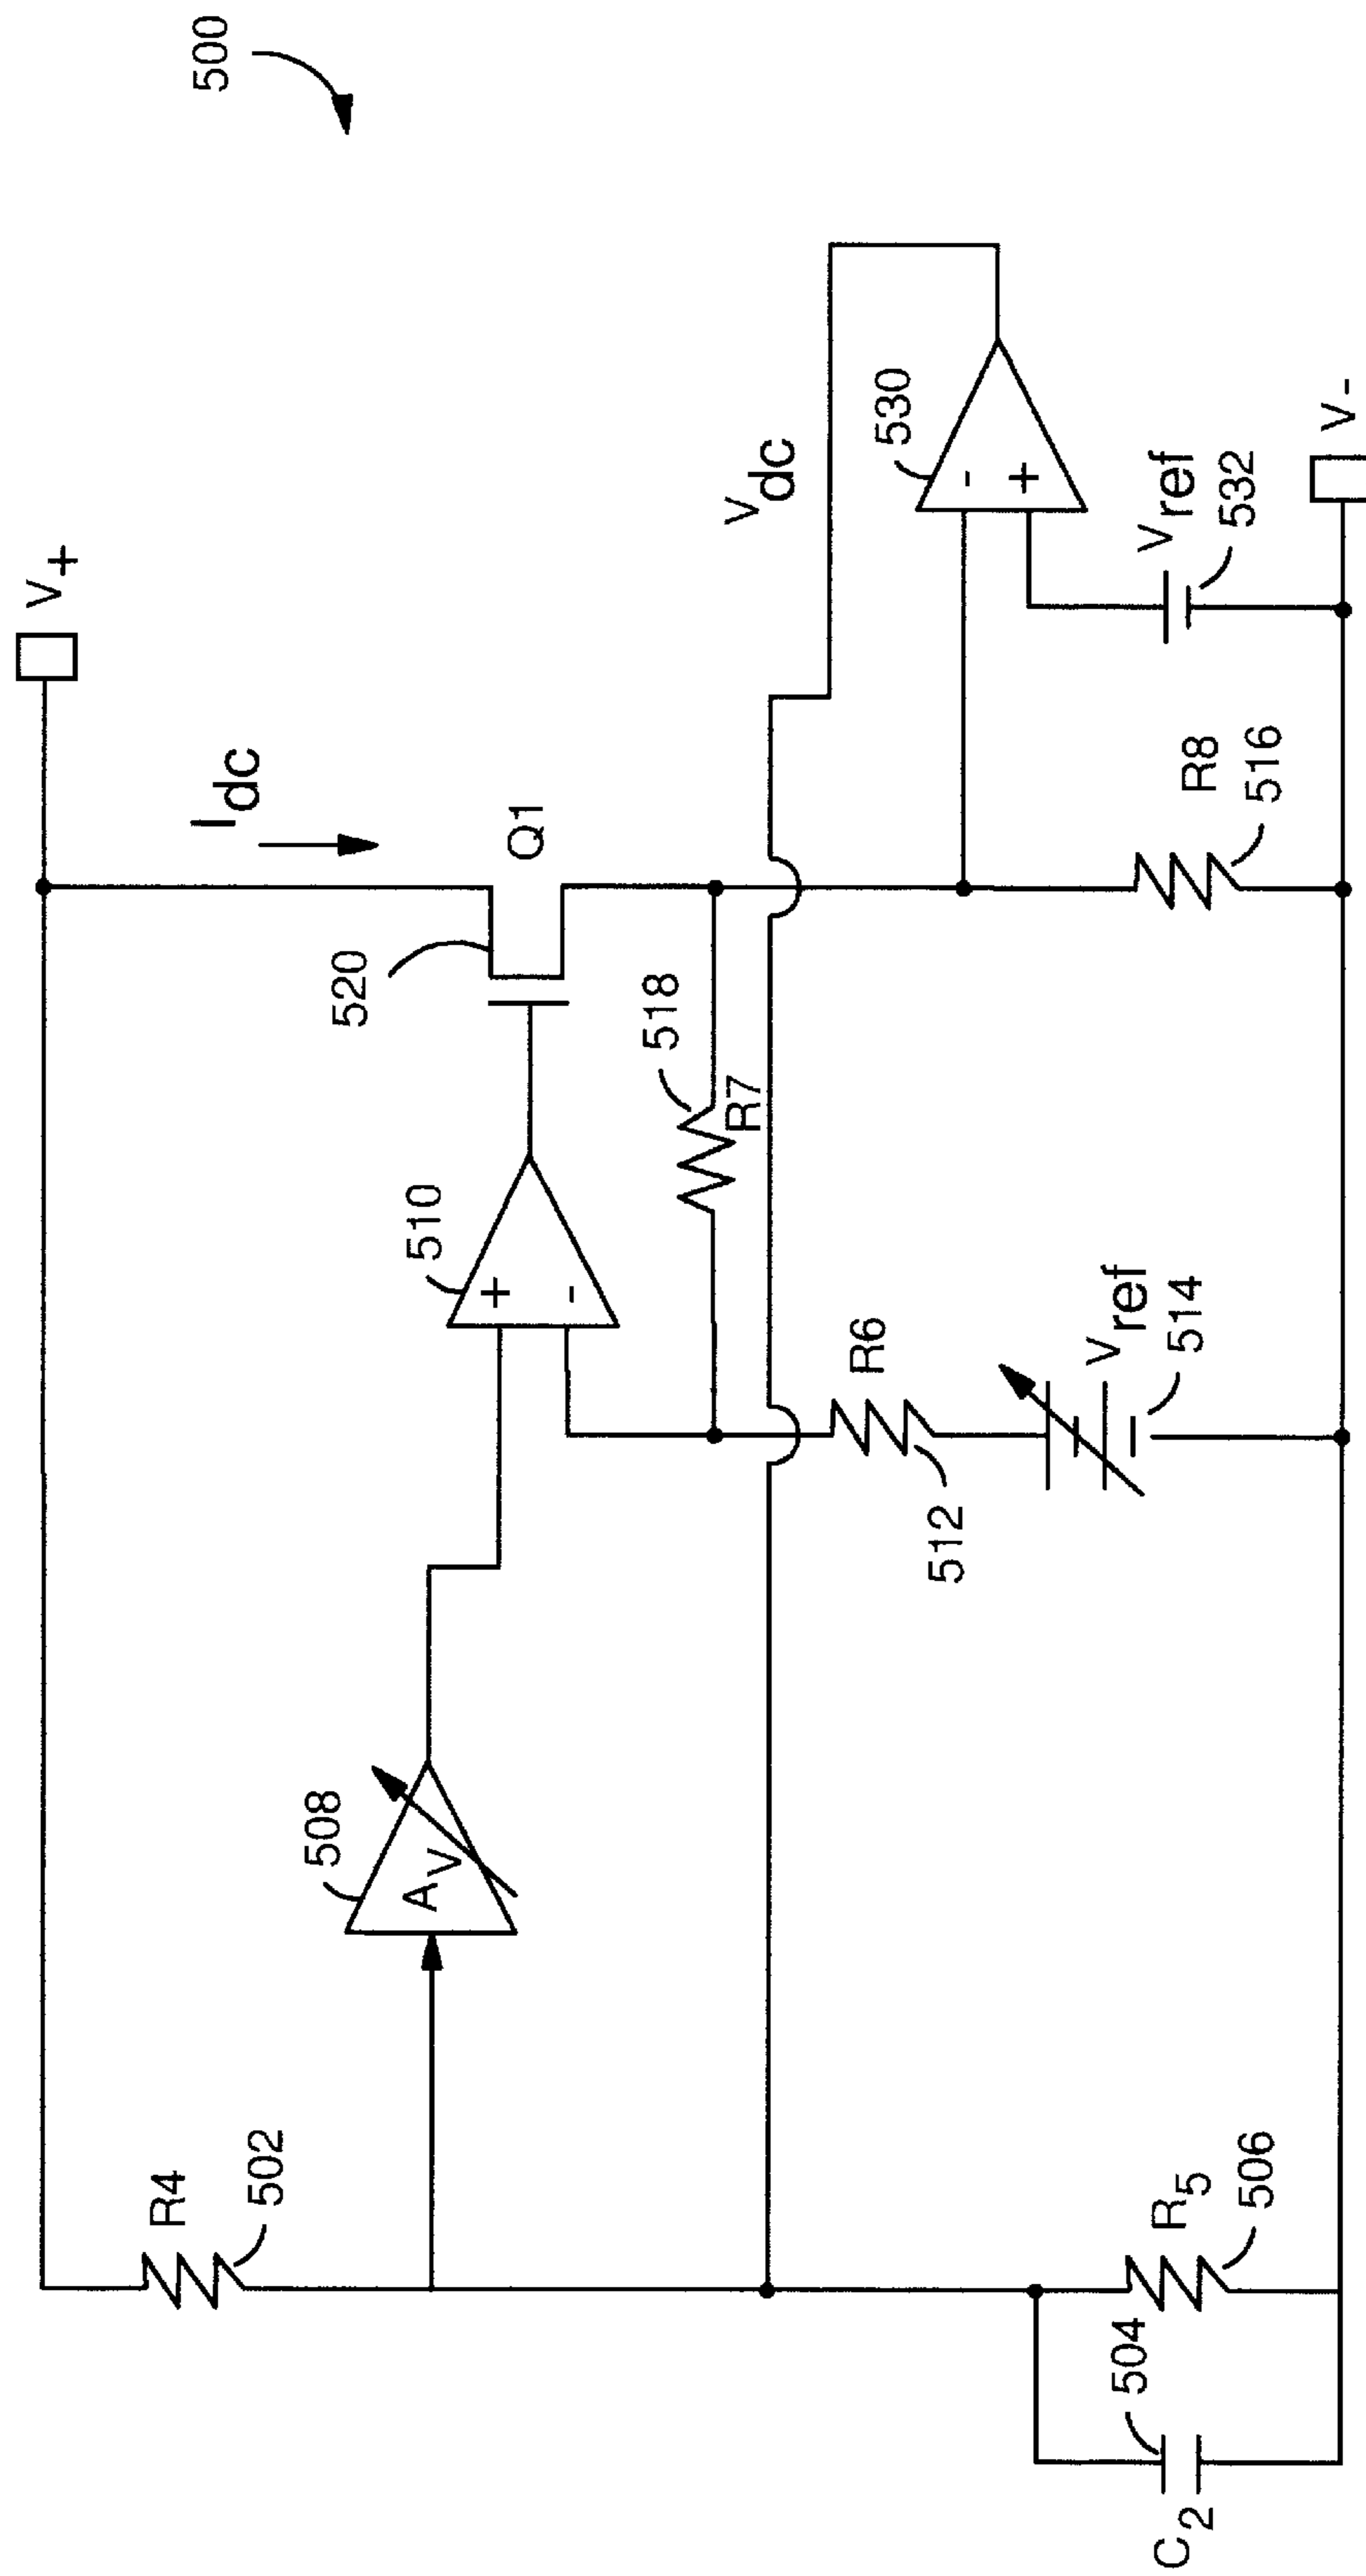 500
V+
Idc
Q1
520
510
+
-
518
R7
508
AV
R4
502
Vdc
530
-
+
Vref
532
R8
516
R6
512
Vref
514
R5
506
504
C2
V-